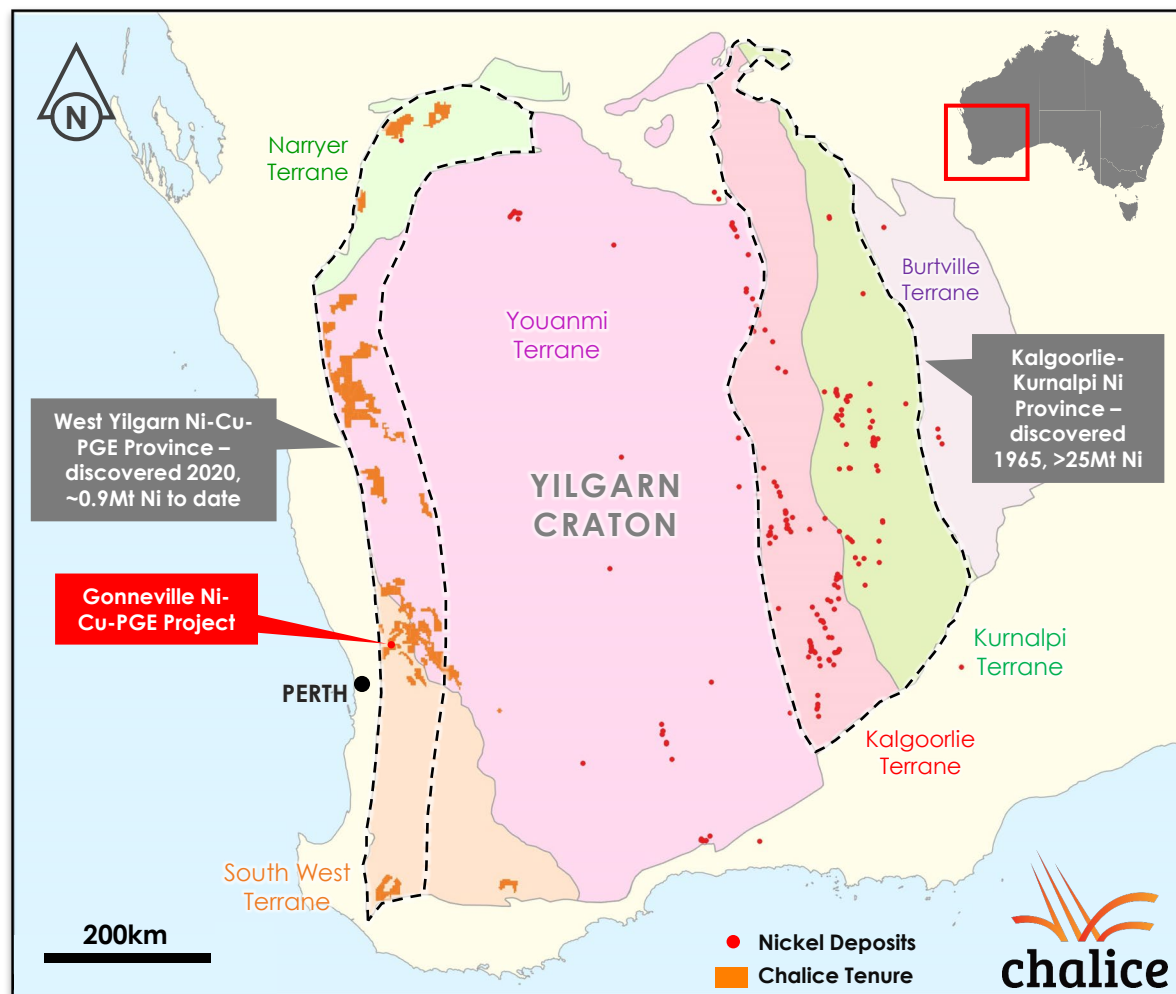 N
Narryer
Terrane
Burtville
Terrane
Youanmi
Terrane
Kalgoorlie-
Kurnalpi Ni
Province –
discovered
1965, >25Mt Ni
West Yilgarn Ni-Cu-
PGE Province –
discovered 2020,
~0.9Mt Ni to date
YILGARN
CRATON
Gonneville Ni-
Cu-PGE Project
PERTH
Kurnalpi
Terrane
Kalgoorlie
Terrane
South West
Terrane
200km
Nickel Deposits
Chalice Tenure
chalice